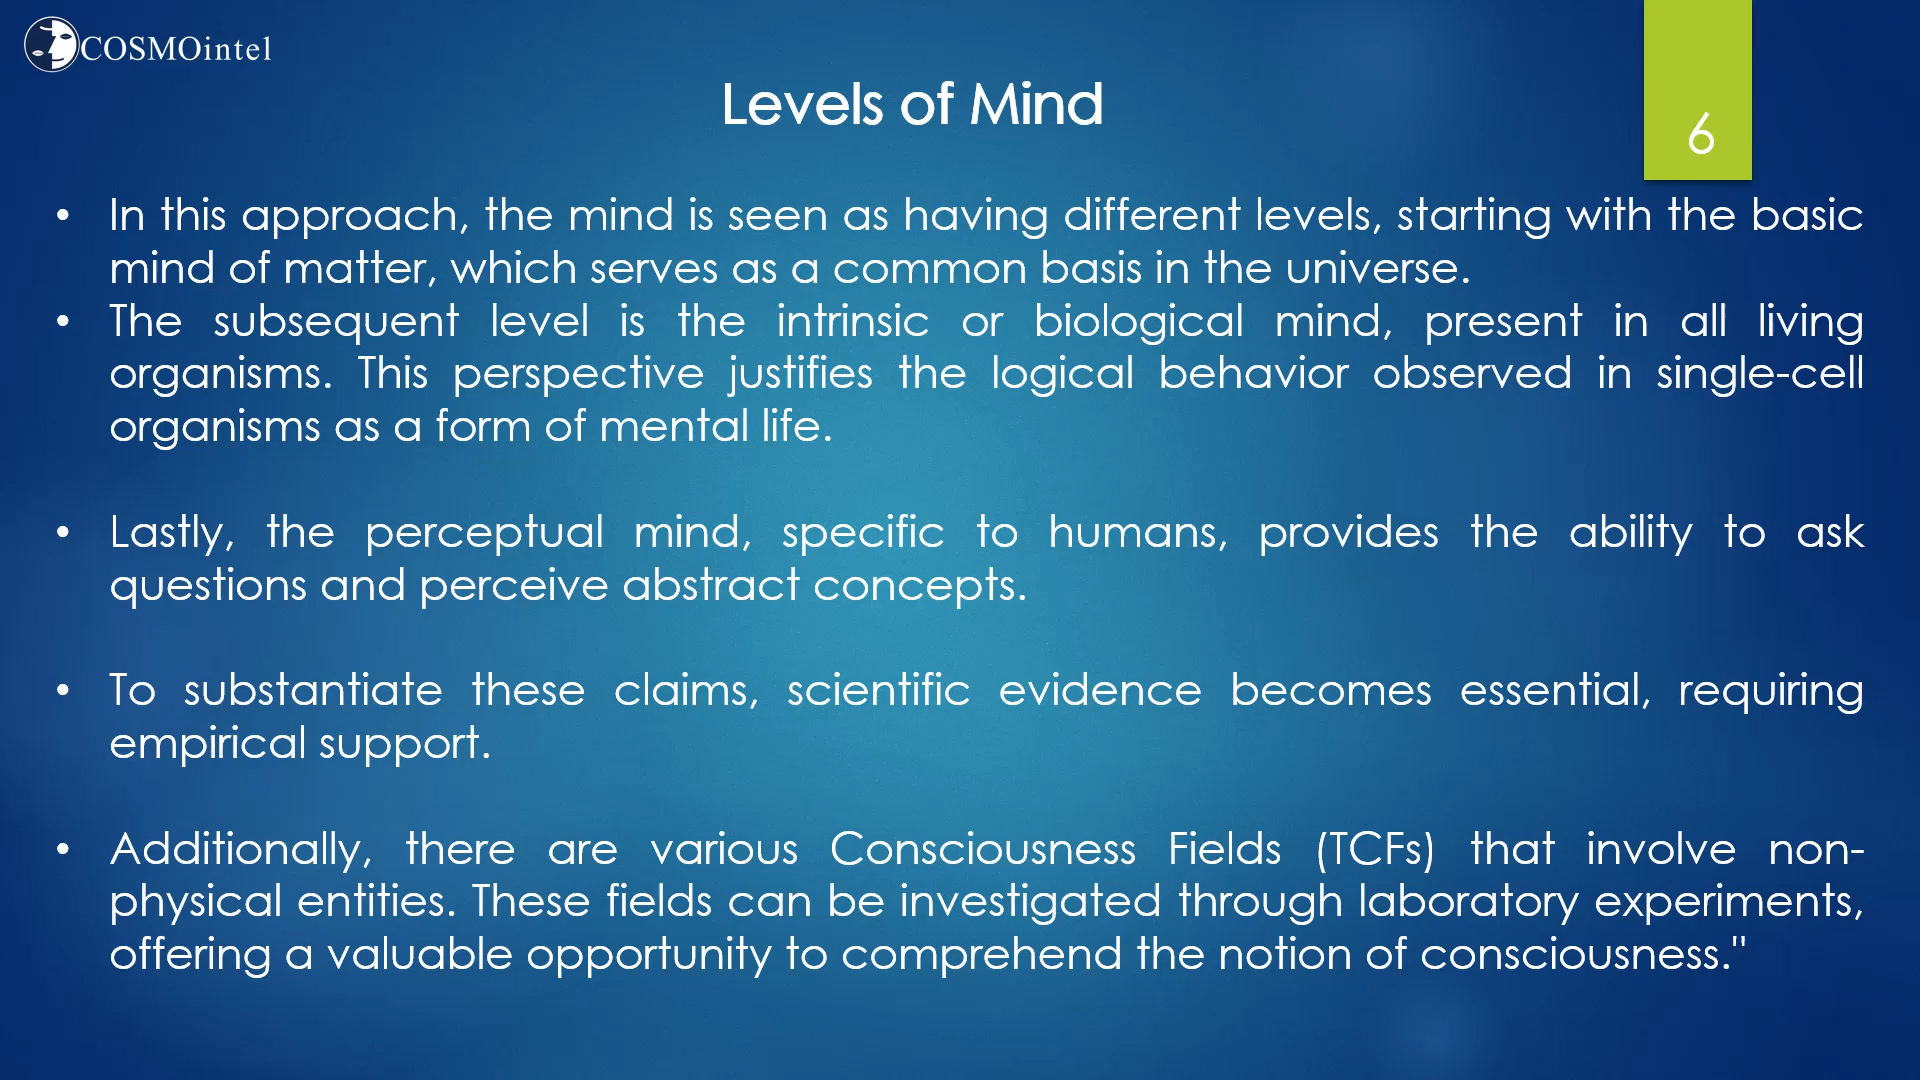 COSMOintel
Levels of Mind
6
• In this approach, the mind is seen as having different levels, starting with the basic
mind of matter, which serves as a common basis in the universe.
• The subsequent level is the intrinsic or biological mind, present in all living
organisms. This perspective justifies the logical behavior observed in single-cell
organisms as a form of mental life.
• Lastly, the perceptual mind, specific to humans, provides the ability to ask
questions and perceive abstract concepts.
• To substantiate these claims, scientific evidence becomes essential, requiring
empirical support.
• Additionally, there are various Consciousness Fields (TCFs) that involve non-
physical entities. These fields can be investigated through laboratory experiments,
offering a valuable opportunity to comprehend the notion of consciousness."